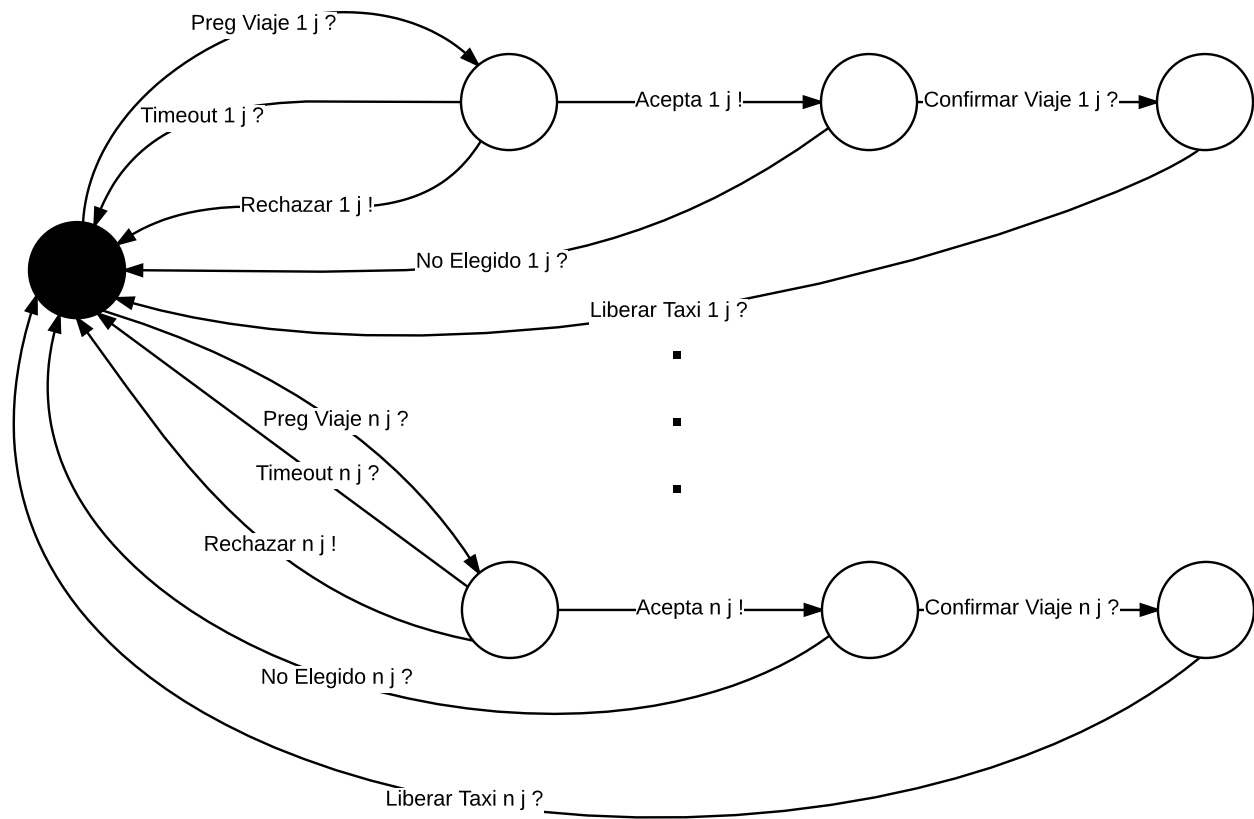 Preg Viaje 1 j ?
Timeout 1 j ?
Acepta 1 j !
Confirmar Viaje 1 j ?
Rechazar 1 j !
No Elegido 1 j ?
Liberar Taxi 1 j ?
Preg Viaje n j ?
Timeout n j ?
Rechazar n j !
Acepta n j !
Confirmar Viaje n j ?
No Elegido n j ?
Liberar Taxi n j ?